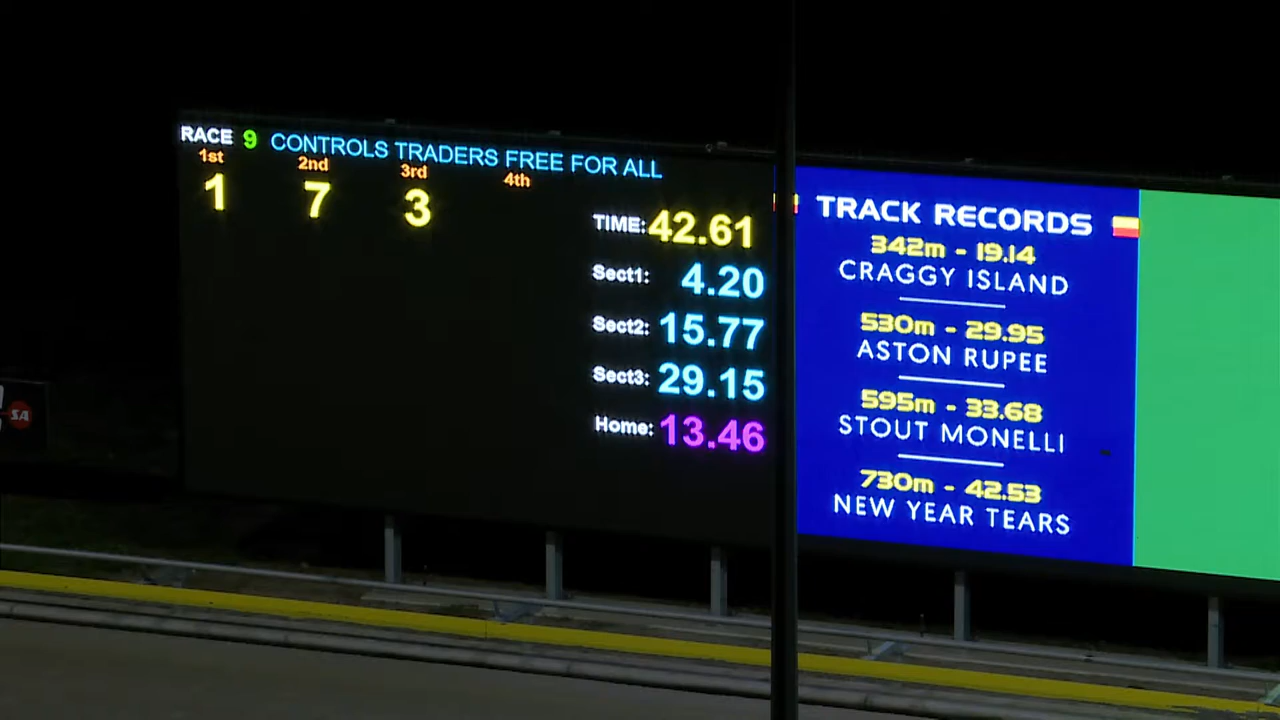 RACE 9 CONTROLS TRADERS FREE FOR ALL
1st 2nd 3rd 4th
1 7 3
TIME: 42.61
Sect1: 4.20
Sect2: 15.77
Sect3: 29.15
Home: 13.46
TRACK RECORDS
342m - 19.14
CRAGGY ISLAND
530m - 29.95
ASTON RUPEE
595m - 33.68
STOUT MONELLI
730m - 42.53
NEW YEAR TEARS
SA